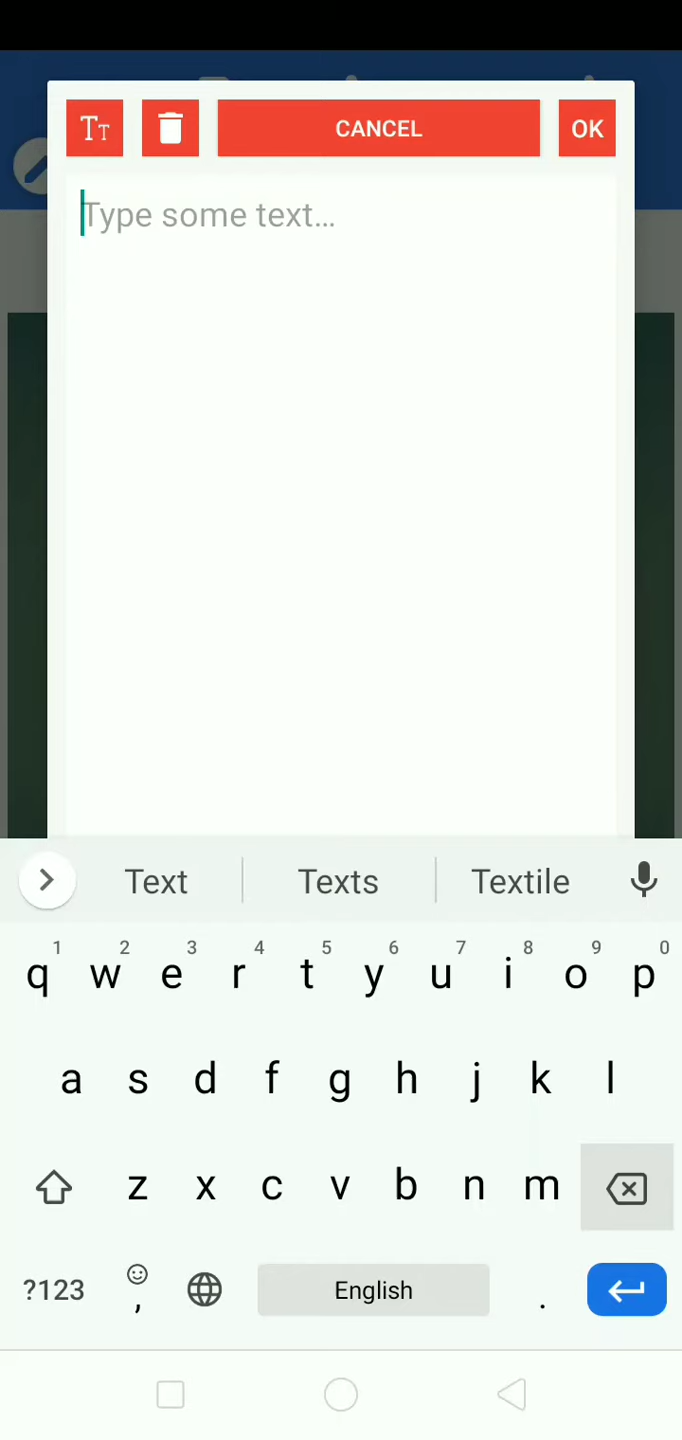 TT CANCEL OK
Type some text...
Text Texts Textile
1 2 3 4 5 6 7 8 9 0
q w e r t y u i o p
a s d f g h j k l
z x c v b n m
?123 , English .